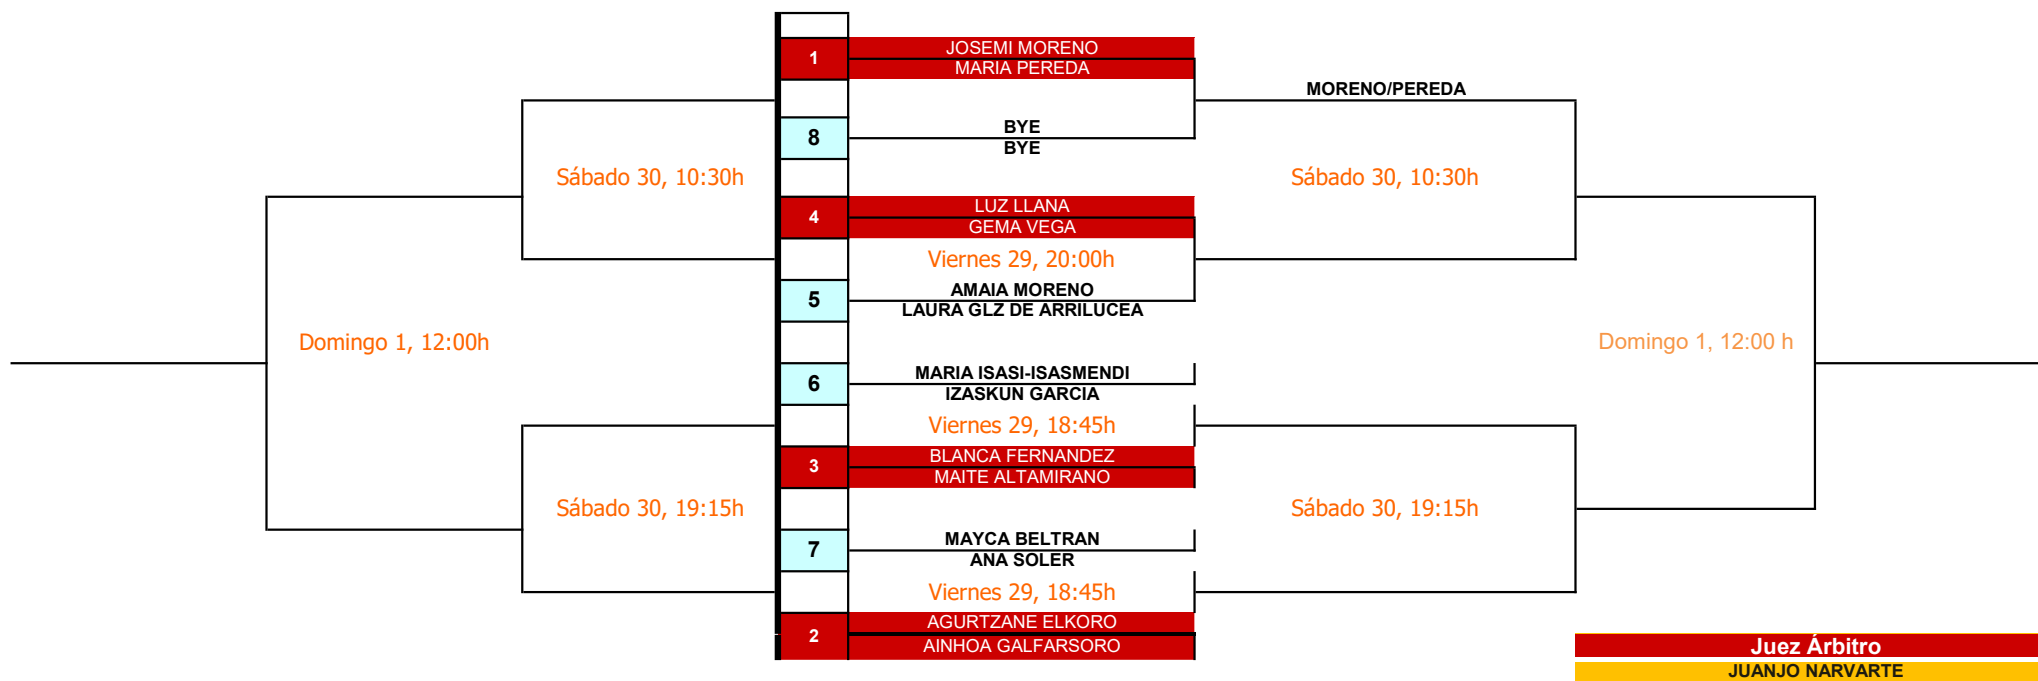 1
JOSEMI MORENO
MARIA PEREDA
MORENO/PEREDA
8
BYE
BYE
Sábado 30, 10:30h
Sábado 30, 10:30h
4
LUZ LLANA
GEMA VEGA
Viernes 29, 20:00h
5
AMAIA MORENO
LAURA GLZ DE ARRILUCEA
Domingo 1, 12:00h
Domingo 1, 12:00 h
6
MARIA ISASI-ISASMENDI
IZASKUN GARCIA
Viernes 29, 18:45h
3
BLANCA FERNANDEZ
MAITE ALTAMIRANO
Sábado 30, 19:15h
Sábado 30, 19:15h
7
MAYCA BELTRAN
ANA SOLER
Viernes 29, 18:45h
2
AGURTZANE ELKORO
AINHOA GALFARSORO
Juez Árbitro
JUANJO NARVARTE